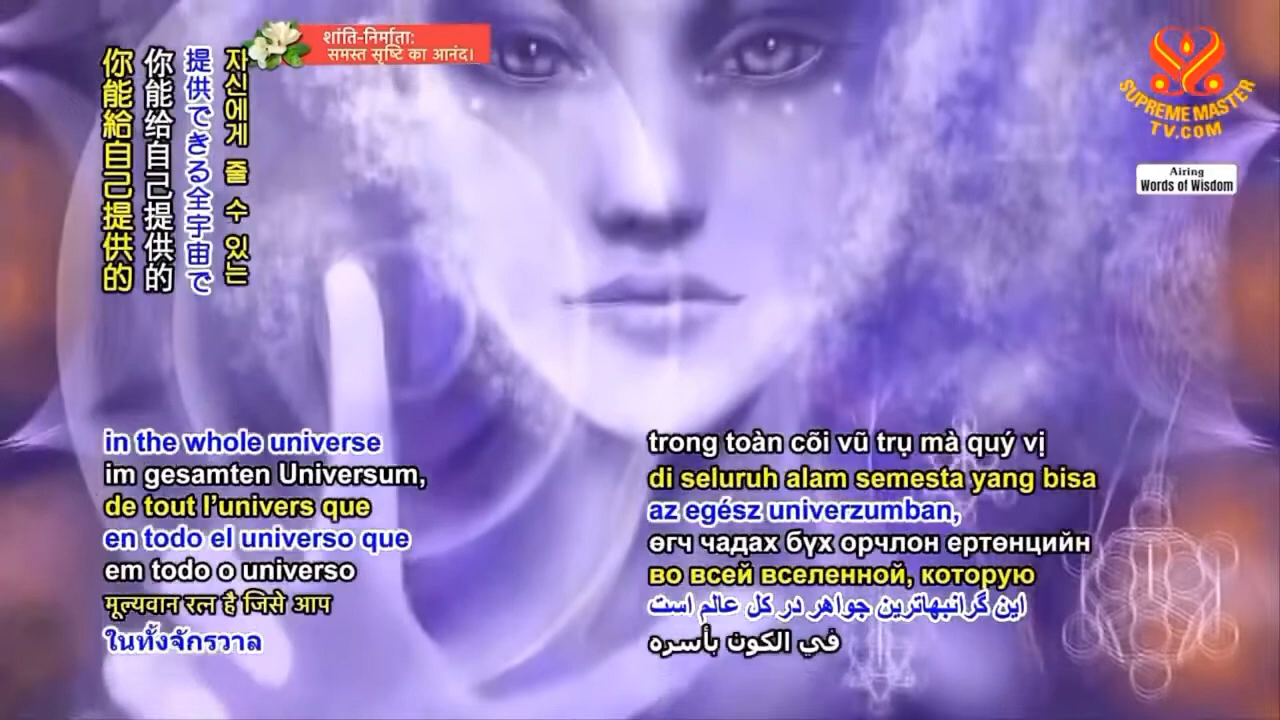 शांति-निर्माता:
समस्त सृष्टि का आनंद।
SUPREME MASTER
TV.COM
Airing
Words of Wisdom
자신에게 줄 수 있는
提供できる全宇宙で
你能给自己提供的
你能給自己提供的
in the whole universe
im gesamten Universum,
de tout l’univers que
en todo el universo que
em todo o universo
मूल्यवान रत्न है जिसे आप
ในทั้งจักรวาล
trong toàn cõi vũ trụ mà quý vị
di seluruh alam semesta yang bisa
az egész univerzumban,
өгч чадах бүх орчлон ертөнцийн
во всей вселенной, которую
این گرانبهاترین جواهر در کل عالم است
في الكون بأسره